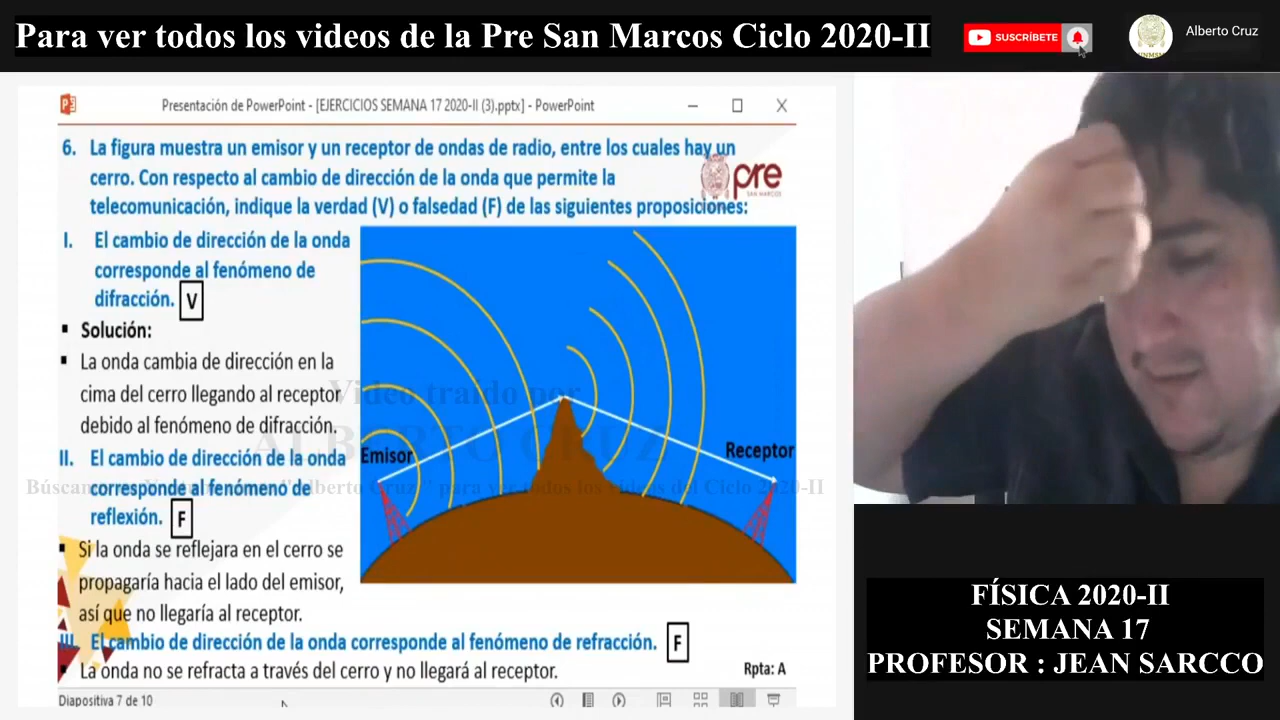 Para ver todos los videos de la Pre San Marcos Ciclo 2020-II
SUSCRÍBETE
Alberto Cruz
Presentación de PowerPoint - [EJERCICIOS SEMANA 17 2020-II (3).pptx] - PowerPoint
6. La figura muestra un emisor y un receptor de ondas de radio, entre los cuales hay un
cerro. Con respecto al cambio de dirección de la onda que permite la
telecomunicación, indique la verdad (V) o falsedad (F) de las siguientes proposiciones:
pre
SAN MARCOS
I. El cambio de dirección de la onda
corresponde al fenómeno de
difracción. V
▪ Solución:
▪ La onda cambia de dirección en la
cima del cerro llegando al receptor
debido al fenómeno de difracción.
II. El cambio de dirección de la onda
corresponde al fenómeno de
reflexión. F
▪ Si la onda se reflejara en el cerro se
propagaría hacia el lado del emisor,
así que no llegaría al receptor.
III. El cambio de dirección de la onda corresponde al fenómeno de refracción. F
▪ La onda no se refracta a través del cerro y no llegará al receptor.
Rpta: A
Emisor
Receptor
Video traído por
ALBERTO CRUZ
Diapositiva 7 de 10
FÍSICA 2020-II
SEMANA 17
PROFESOR : JEAN SARCCO